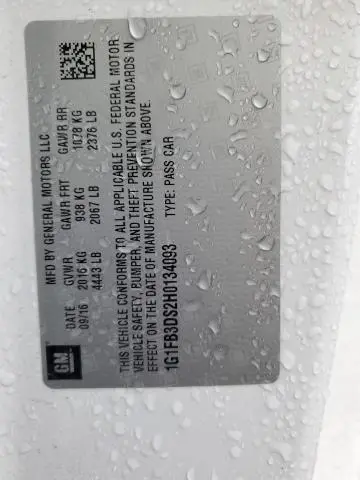 GM
MFD BY GENERAL MOTORS LLC
DATE GVWR GAWR FRT GAWR RR
09/16 2016 KG 938 KG 1078 KG
4443 LB 2067 LB 2376 LB
THIS VEHICLE CONFORMS TO ALL APPLICABLE U.S. FEDERAL MOTOR
VEHICLE SAFETY, BUMPER, AND THEFT PREVENTION STANDARDS IN
EFFECT ON THE DATE OF MANUFACTURE SHOWN ABOVE.
1G1FB3DS2H0134093 TYPE: PASS CAR